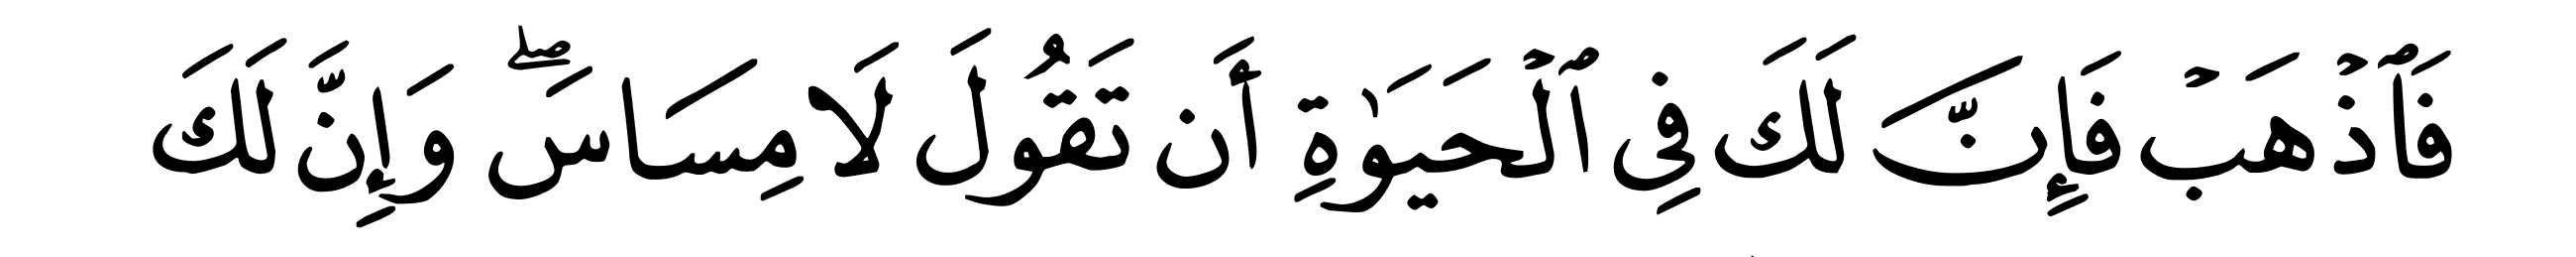 فَٱذۡهَبۡ فَإِنَّ لَكَ فِي ٱلۡحَيَوٰةِ أَن تَقُولَ لَا مِسَاسَۖ وَإِنَّ لَكَ